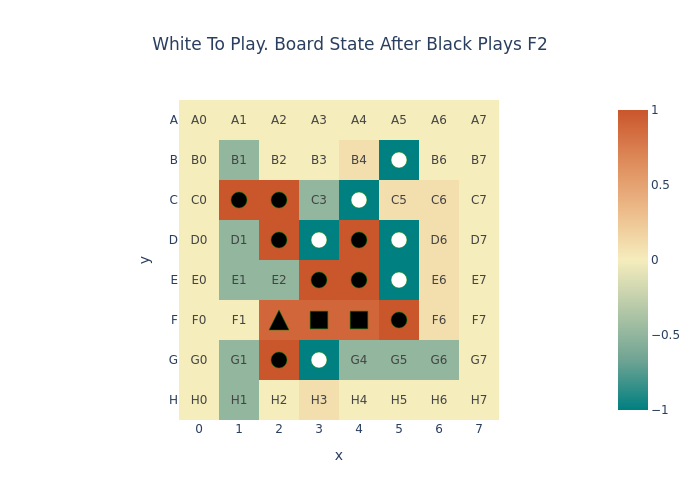 White To Play. Board State After Black Plays F2
A A0 A1 A2 A3 A4 A5 A6 A7 1
B B0 B1 B2 B3 B4 B6 B7
0.5
C C0 C3 C5 C6 C7
D D0 D1 D6 D7
y
0
E E0 E1 E2 E6 E7
F F0 F1 F6 F7
−0.5
G G0 G1 G4 G5 G6 G7
H H0 H1 H2 H3 H4 H5 H6 H7
−1
0 1 2 3 4 5 6 7
x